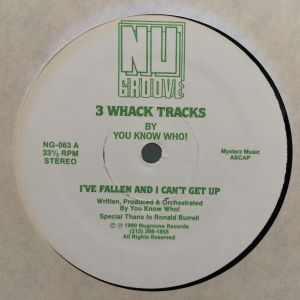 NU
GROOVE
3 WHACK TRACKS
BY
YOU KNOW WHO!
NG-063 A
33⅓ RPM
STEREO
Mystarz Music
ASCAP
I'VE FALLEN AND I CAN'T GET UP
Written, Produced & Orchestrated
By You Know Who!
Special Thanx to Ronald Burrell
© ℗ 1990 Nugroove Records
(212) 398-1855
All Rights Reserved